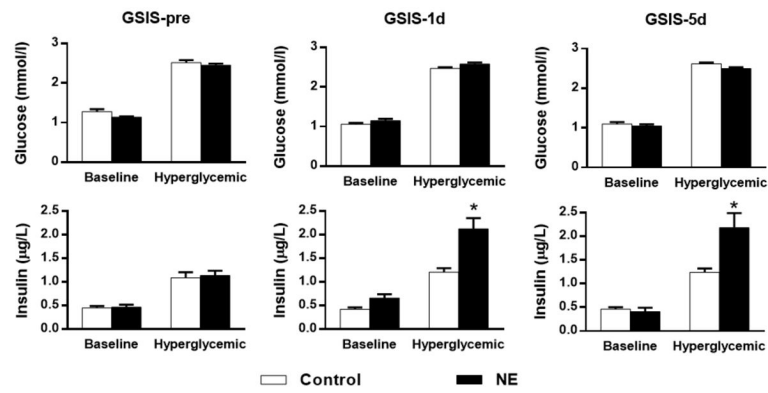 GSIS-pre
GSIS-1d
GSIS-5d
Glucose (mmol/l)
3
2
1
0
Baseline Hyperglycemic
Glucose (mmol/l)
3
2
1
0
Baseline Hyperglycemic
Glucose (mmol/l)
3
2
1
0
Baseline Hyperglycemic
Insulin (μg/L)
2.5
2.0
1.5
1.0
0.5
0.0
Baseline Hyperglycemic
Insulin (μg/L)
2.5
2.0
1.5
1.0
0.5
0.0
*
Baseline Hyperglycemic
Insulin (μg/L)
2.5
2.0
1.5
1.0
0.5
0.0
*
Baseline Hyperglycemic
Control NE